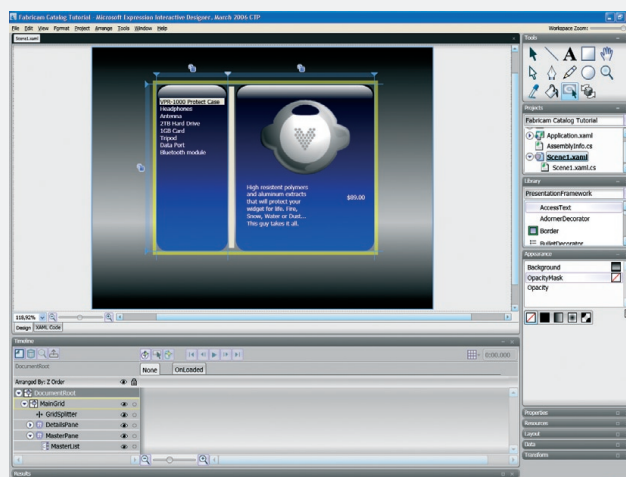 Fabricam Catalog Tutorial - Microsoft Expression Interactive Designer, March 2006 CTP
File Edit View Format Project Arrange Tools Window Help
Workspace Zoom:
Scene1.xaml
Tools
VPR-1000 Protect Case
Headphones
Antenna
2TB Hard Drive
1GB Card
Tripod
Data Port
Bluetooth module
High resistent polymers
and aluminum extracts
that will protect your
widget for life. Fire,
Snow, Water or Dust...
This guy takes it all.
$89.00
Projects
Fabricam Catalog Tutorial
Application.xaml
AssemblyInfo.cs
Scene1.xaml
Scene1.xaml.cs
Library
PresentationFramework
AccessText
AdornerDecorator
Border
BulletDecorator
Appearance
Background
OpacityMask
Opacity
118,92%
Design XAML Code
Timeline
DocumentRoot
None OnLoaded
0:00.000
Arranged By: Z Order
DocumentRoot
MainGrid
GridSplitter
DetailsPane
MasterPane
MasterList
Properties
Resources
Layout
Data
Transform
Results